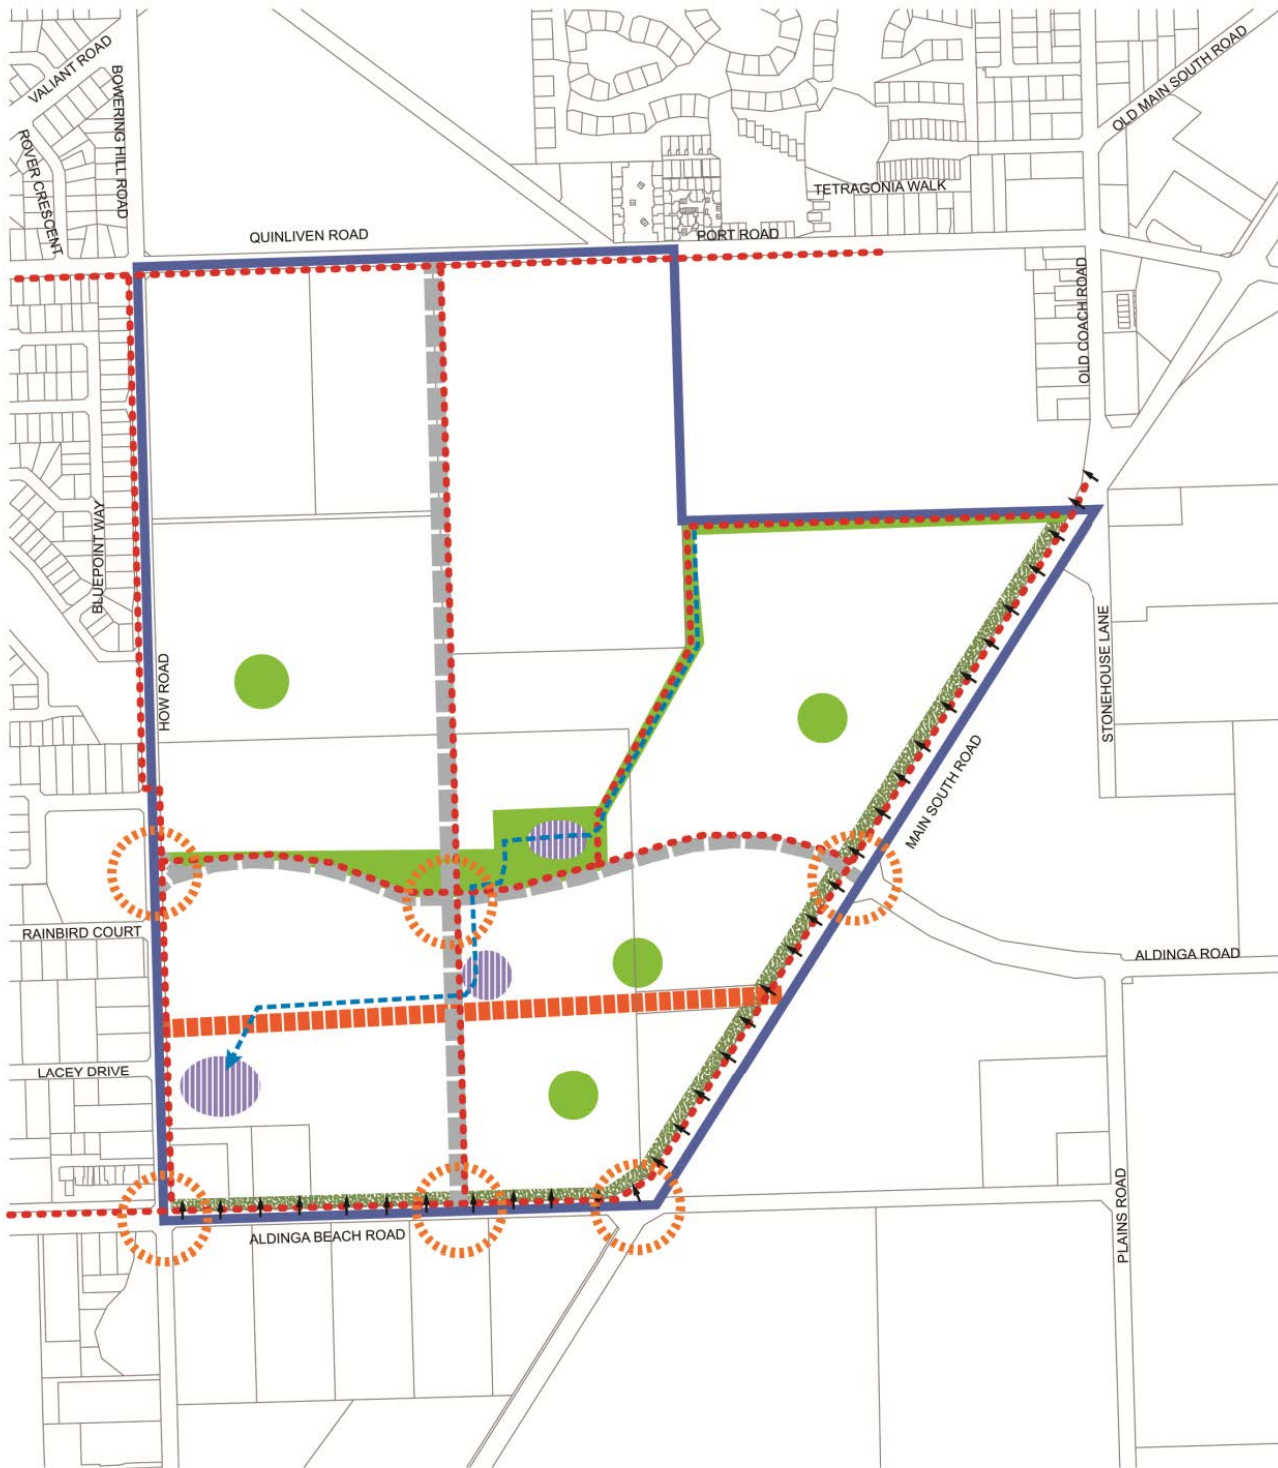 VALIANT ROAD
BOWERING HILL ROAD
ROVER CRESCENT
OLD MAIN SOUTH ROAD
TETRAGONIA WALK
QUINLIVEN ROAD
PORT ROAD
OLD COACH ROAD
BLUEPOINT WAY
HOW ROAD
STONEHOUSE LANE
MAIN SOUTH ROAD
RAINBIRD COURT
ALDINGA ROAD
LACEY DRIVE
PLAINS ROAD
ALDINGA BEACH ROAD